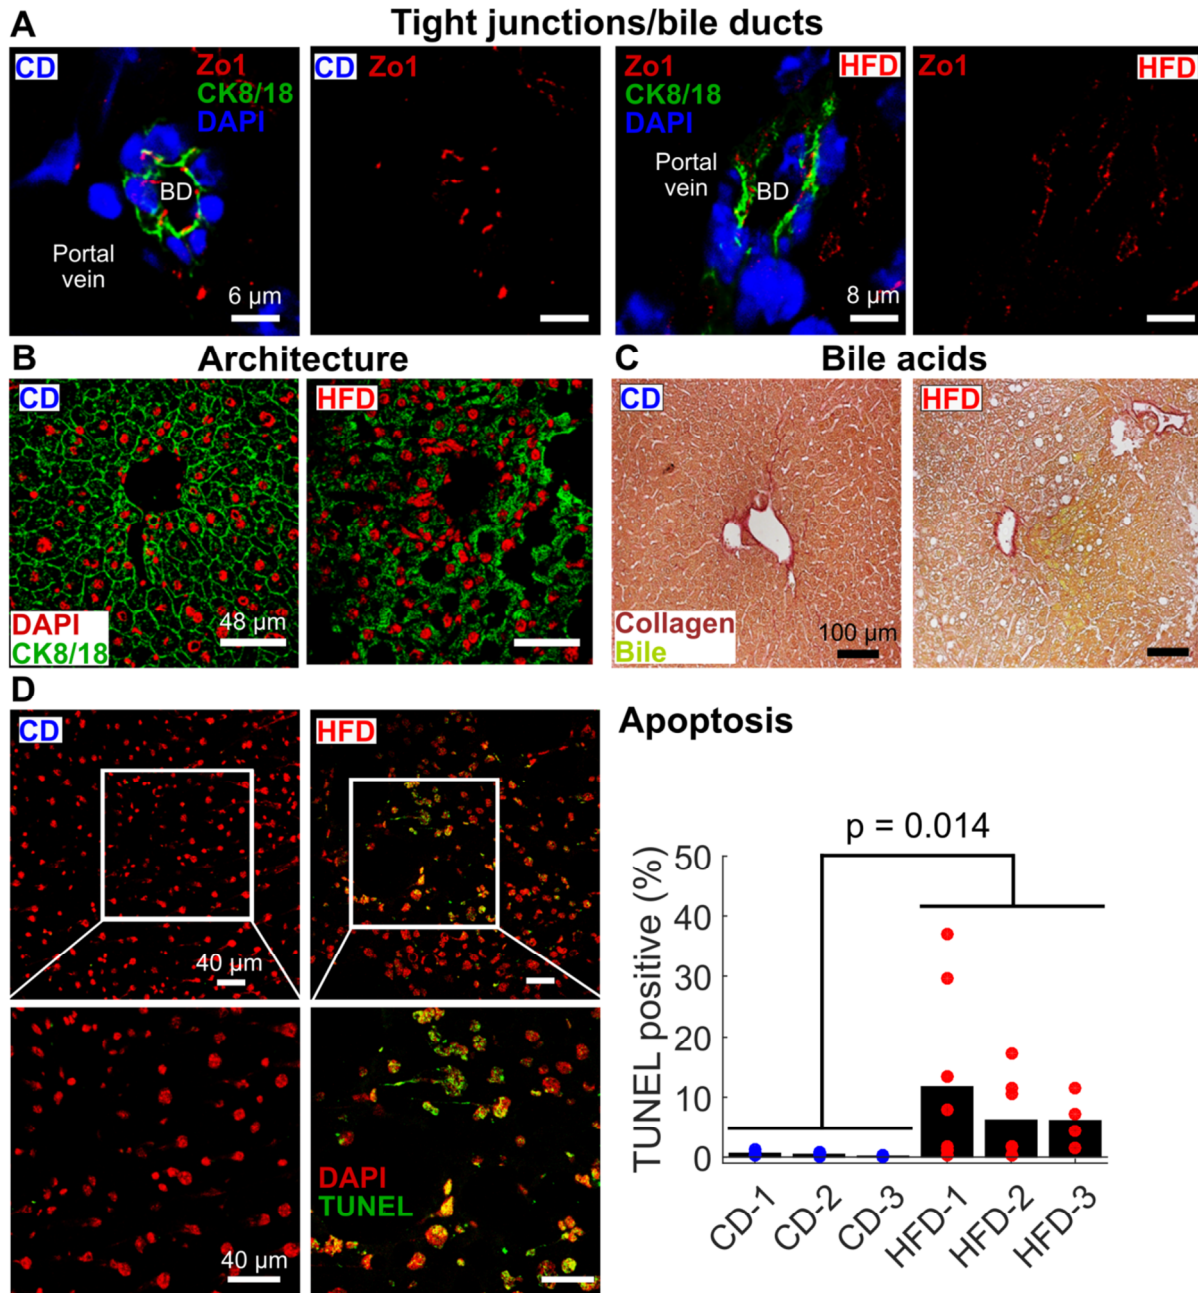 A
Tight junctions/bile ducts
CD
Zo1
CK8/18
DAPI
BD
Portal
vein
6 µm
CD
Zo1
Zo1
CK8/18
DAPI
HFD
Portal
vein
BD
8 µm
Zo1
HFD
B
Architecture
CD
DAPI
CK8/18
48 µm
HFD
C
Bile acids
CD
Collagen
Bile
100 µm
HFD
D
CD
40 µm
HFD
40 µm
DAPI
TUNEL
Apoptosis
p = 0.014
TUNEL positive (%)
50
40
30
20
10
0
CD-1
CD-2
CD-3
HFD-1
HFD-2
HFD-3